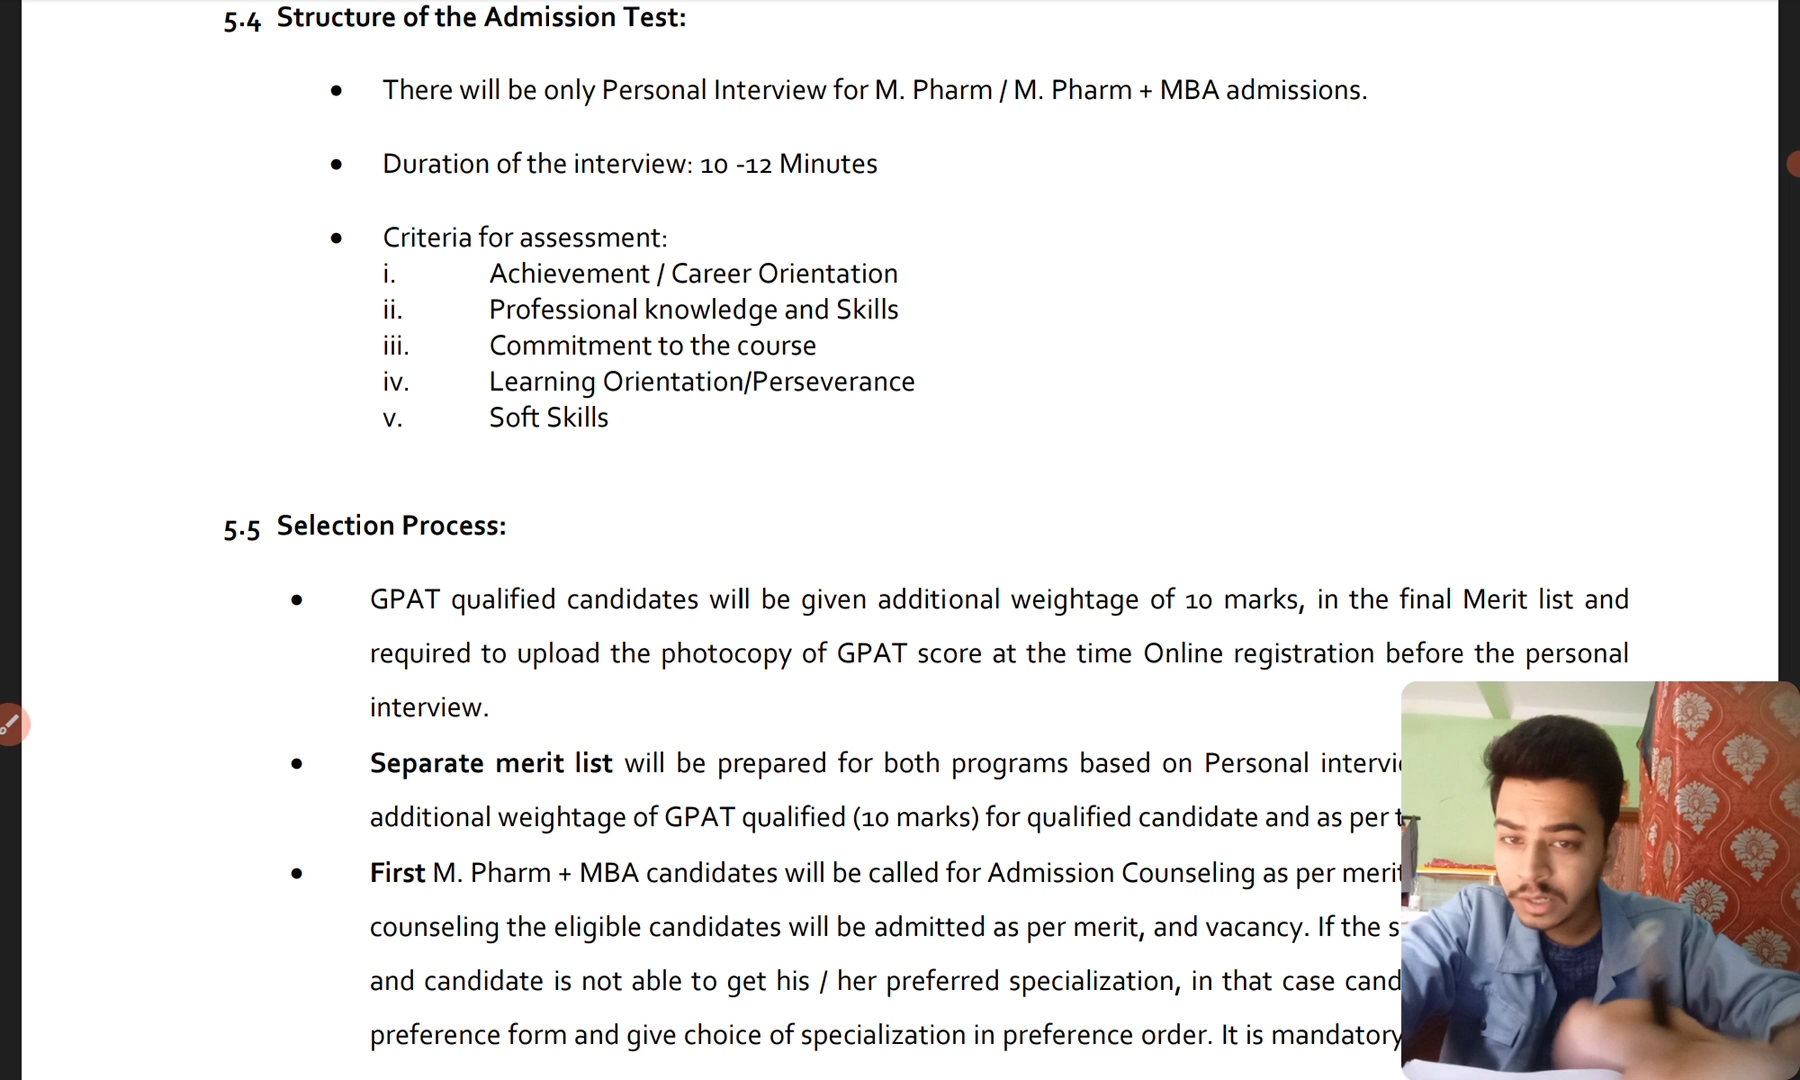 5.4 Structure of the Admission Test:
• There will be only Personal Interview for M. Pharm / M. Pharm + MBA admissions.
• Duration of the interview: 10 -12 Minutes
• Criteria for assessment:
i. Achievement / Career Orientation
ii. Professional knowledge and Skills
iii. Commitment to the course
iv. Learning Orientation/Perseverance
v. Soft Skills
5.5 Selection Process:
• GPAT qualified candidates will be given additional weightage of 10 marks, in the final Merit list and
required to upload the photocopy of GPAT score at the time Online registration before the personal
interview.
• Separate merit list will be prepared for both programs based on Personal
additional weightage of GPAT qualified (10 marks) for qualified candidate and as per
• First M. Pharm + MBA candidates will be called for Admission Counseling as per merit
counseling the eligible candidates will be admitted as per merit, and vacancy. If the
and candidate is not able to get his / her preferred specialization, in that case
preference form and give choice of specialization in preference order. It is mandatory